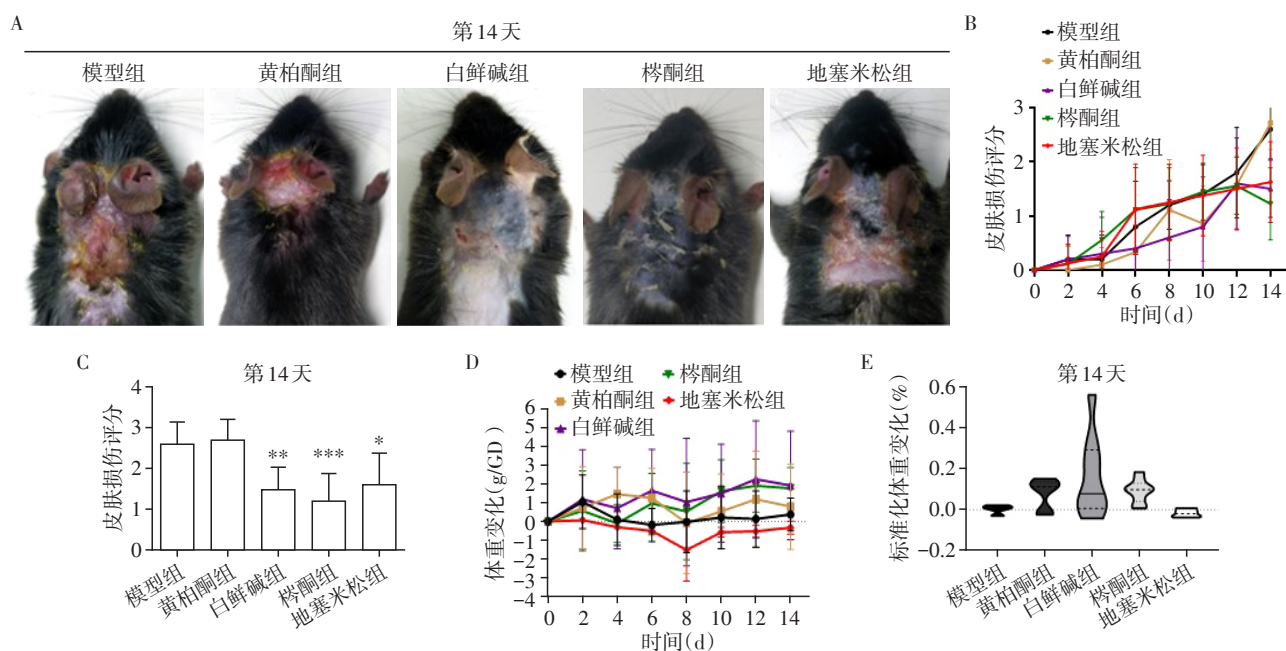 A
第14天
模型组
黄柏酮组
白鲜碱组
梣酮组
地塞米松组
B
模型组
黄柏酮组
白鲜碱组
梣酮组
地塞米松组
皮肤损伤评分
3
2
1
0
0 2 4 6 8 10 12 14
时间(d)
C
第14天
皮肤损伤评分
4
3
2
1
0
** *** *
模型组
黄柏酮组
白鲜碱组
梣酮组
地塞米松组
D
模型组
黄柏酮组
白鲜碱组
梣酮组
地塞米松组
体重变化(g/GD)
6
5
4
3
2
1
0
-1
-2
-3
-4
0 2 4 6 8 10 12 14
时间(d)
E
第14天
标准化体重变化(%)
0.6
0.4
0.2
0.0
-0.2
模型组
黄柏酮组
白鲜碱组
梣酮组
地塞米松组